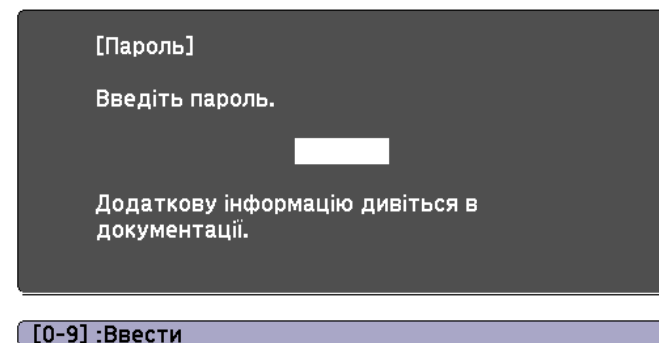 [Пароль]
Введіть пароль.
Додаткову інформацію дивіться в
документації.
[0-9] :Ввести